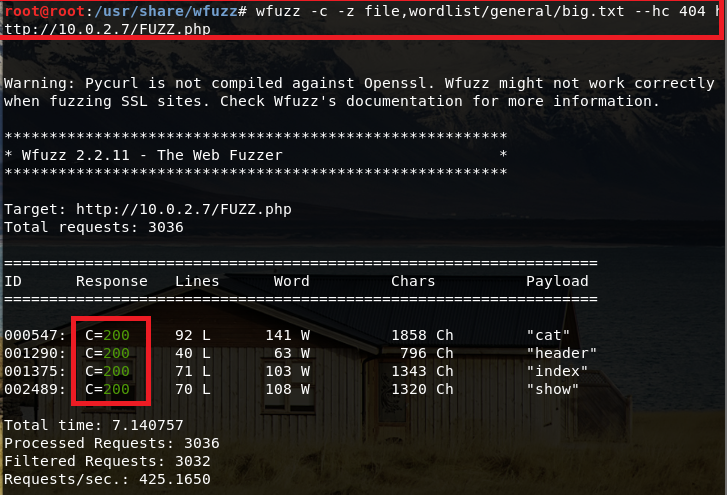 root@root:/usr/share/wfuzz# wfuzz -c -z file,wordlist/general/big.txt --hc 404 h
ttp://10.0.2.7/FUZZ.php
Warning: Pycurl is not compiled against Openssl. Wfuzz might not work correctly
when fuzzing SSL sites. Check Wfuzz's documentation for more information.
********************************************************
* Wfuzz 2.2.11 - The Web Fuzzer                        *
********************************************************
Target: http://10.0.2.7/FUZZ.php
Total requests: 3036
==================================================================
ID      Response   Lines      Word         Chars          Payload
==================================================================
000547:  C=200     92 L      141 W         1858 Ch        "cat"
001290:  C=200     40 L       63 W          796 Ch        "header"
001375:  C=200     71 L      103 W         1343 Ch        "index"
002489:  C=200     70 L      108 W         1320 Ch        "show"
Total time: 7.140757
Processed Requests: 3036
Filtered Requests: 3032
Requests/sec.: 425.1650